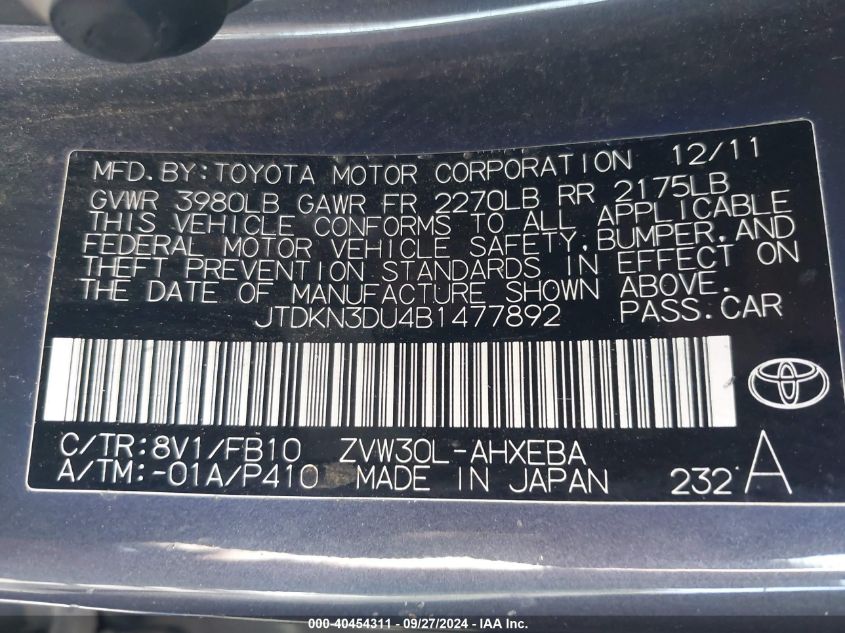 MFD.BY:TOYOTA MOTOR CORPORATION 12/11
GVWR 3980LB GAWR FR 2270LB RR 2175LB
THIS VEHICLE CONFORMS TO ALL APPLICABLE
FEDERAL MOTOR VEHICLE SAFETY,BUMPER,AND
THEFT PREVENTION STANDARDS IN EFFECT ON
THE DATE OF MANUFACTURE SHOWN ABOVE.
JTDKN3DU4B1477892 PASS.CAR
C/TR:8V1/FB10 ZVW30L-AHXEBA
A/TM:-01A/P410 MADE IN JAPAN 232 A
000-40454311 - 09/27/2024 - IAA Inc.